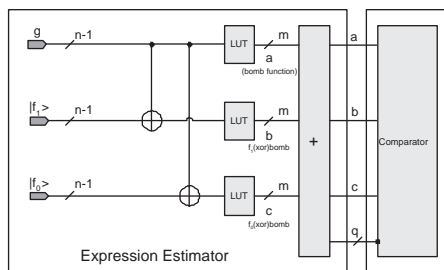 g n-1 LUT m a
a
(bomb function)
|f₁> n-1 LUT m b
b
f₁(xor)bomb
+ Comparator
|f₀> n-1 LUT m c
c
f₀(xor)bomb
q
Expression Estimator